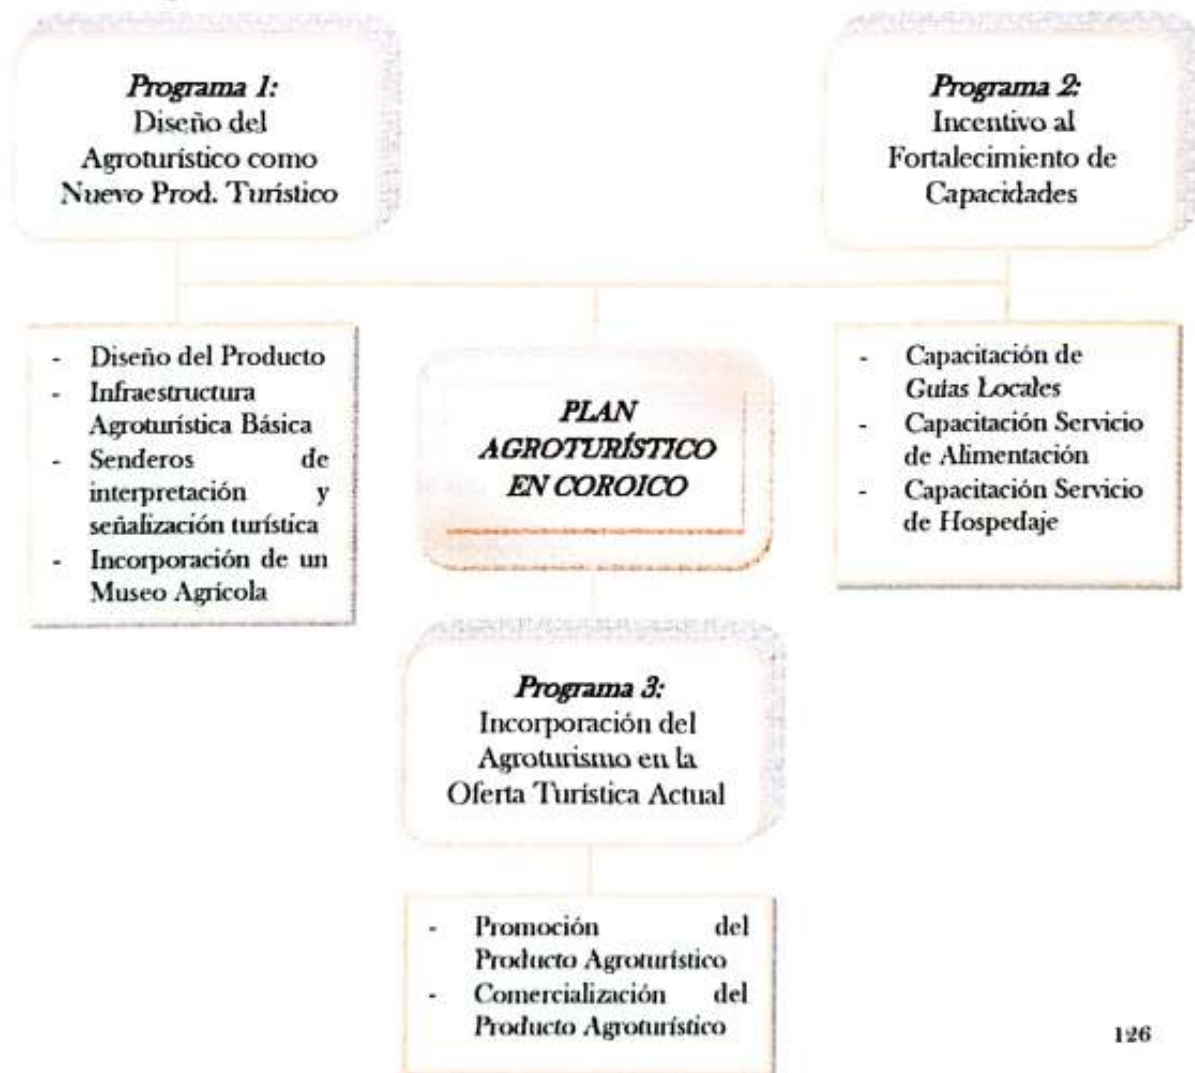 Programa 1:
Diseño del
Agroturístico como
Nuevo Prod. Turístico
Programa 2:
Incentivo al
Fortalecimiento de
Capacidades
- Diseño del Producto
- Infraestructura
Agroturística Básica
- Senderos de
interpretación y
señalización turística
- Incorporación de un
Museo Agrícola
PLAN
AGROTURÍSTICO
EN COROICO
- Capacitación de
Guías Locales
- Capacitación Servicio
de Alimentación
- Capacitación Servicio
de Hospedaje
Programa 3:
Incorporación del
Agroturismo en la
Oferta Turística Actual
- Promoción del
Producto Agroturístico
- Comercialización del
Producto Agroturístico
126